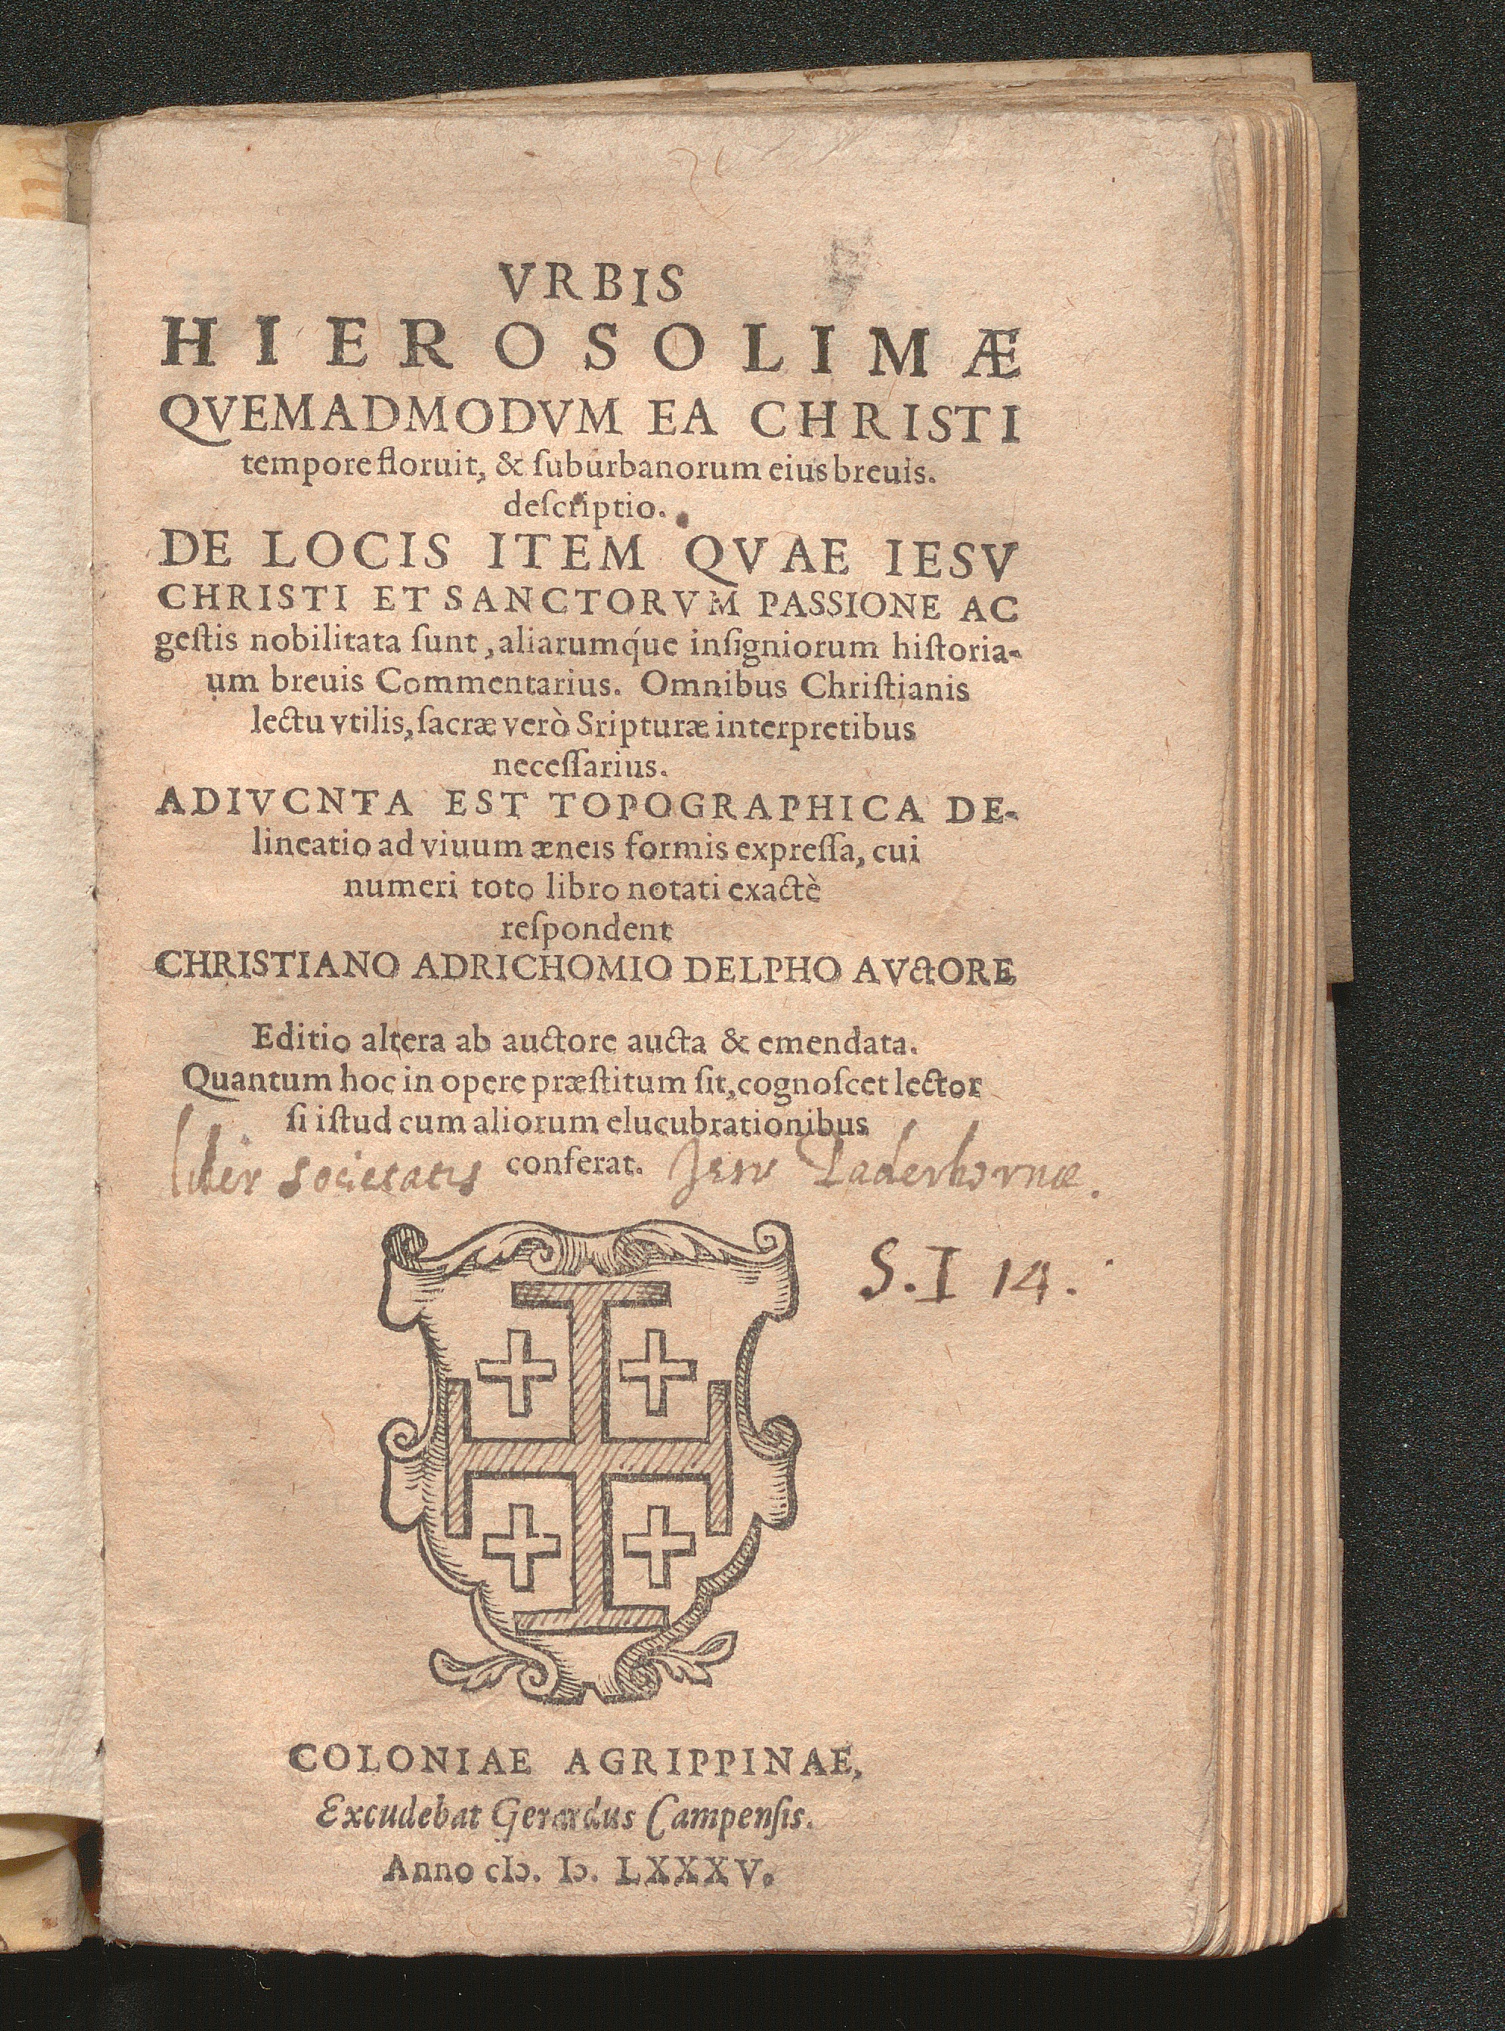 VRBIS
HIEROSOLIMÆ
QVEMADMODVM EA CHRISTI
tempore floruit, & ſuburbanorum eius breuis.
deſcriptio.
DE LOCIS ITEM QVAE IESV
CHRISTI ET SANCTORVM PASSIONE AC
geſtis nobilitata ſunt, aliarumq́ue inſigniorum hiſtoria-
um breuis Commentarius. Omnibus Chriſtianis
lectu vtilis, ſacræ verò Sripturæ interpretibus
neceſſarius.
ADIVCNTA EST TOPOGRAPHICA DE-
lineatio ad viuum æneis formis expreſſa, cui
numeri toto libro notati exactè
reſpondent
CHRISTIANO ADRICHOMIO DELPHO AVctORE
Editio altera ab auctore aucta & emendata.
Quantum hoc in opere præſtitum ſit, cognoſcet lector
ſi iſtud cum aliorum elucubrationibus
conferat.
liber societatis Jesu Paderbornæ.
S. I 14.
COLONIAE AGRIPPINAE,
Excudebat Gerardus Campenſis.
Anno cIↄ. Iↄ. LXXXV.